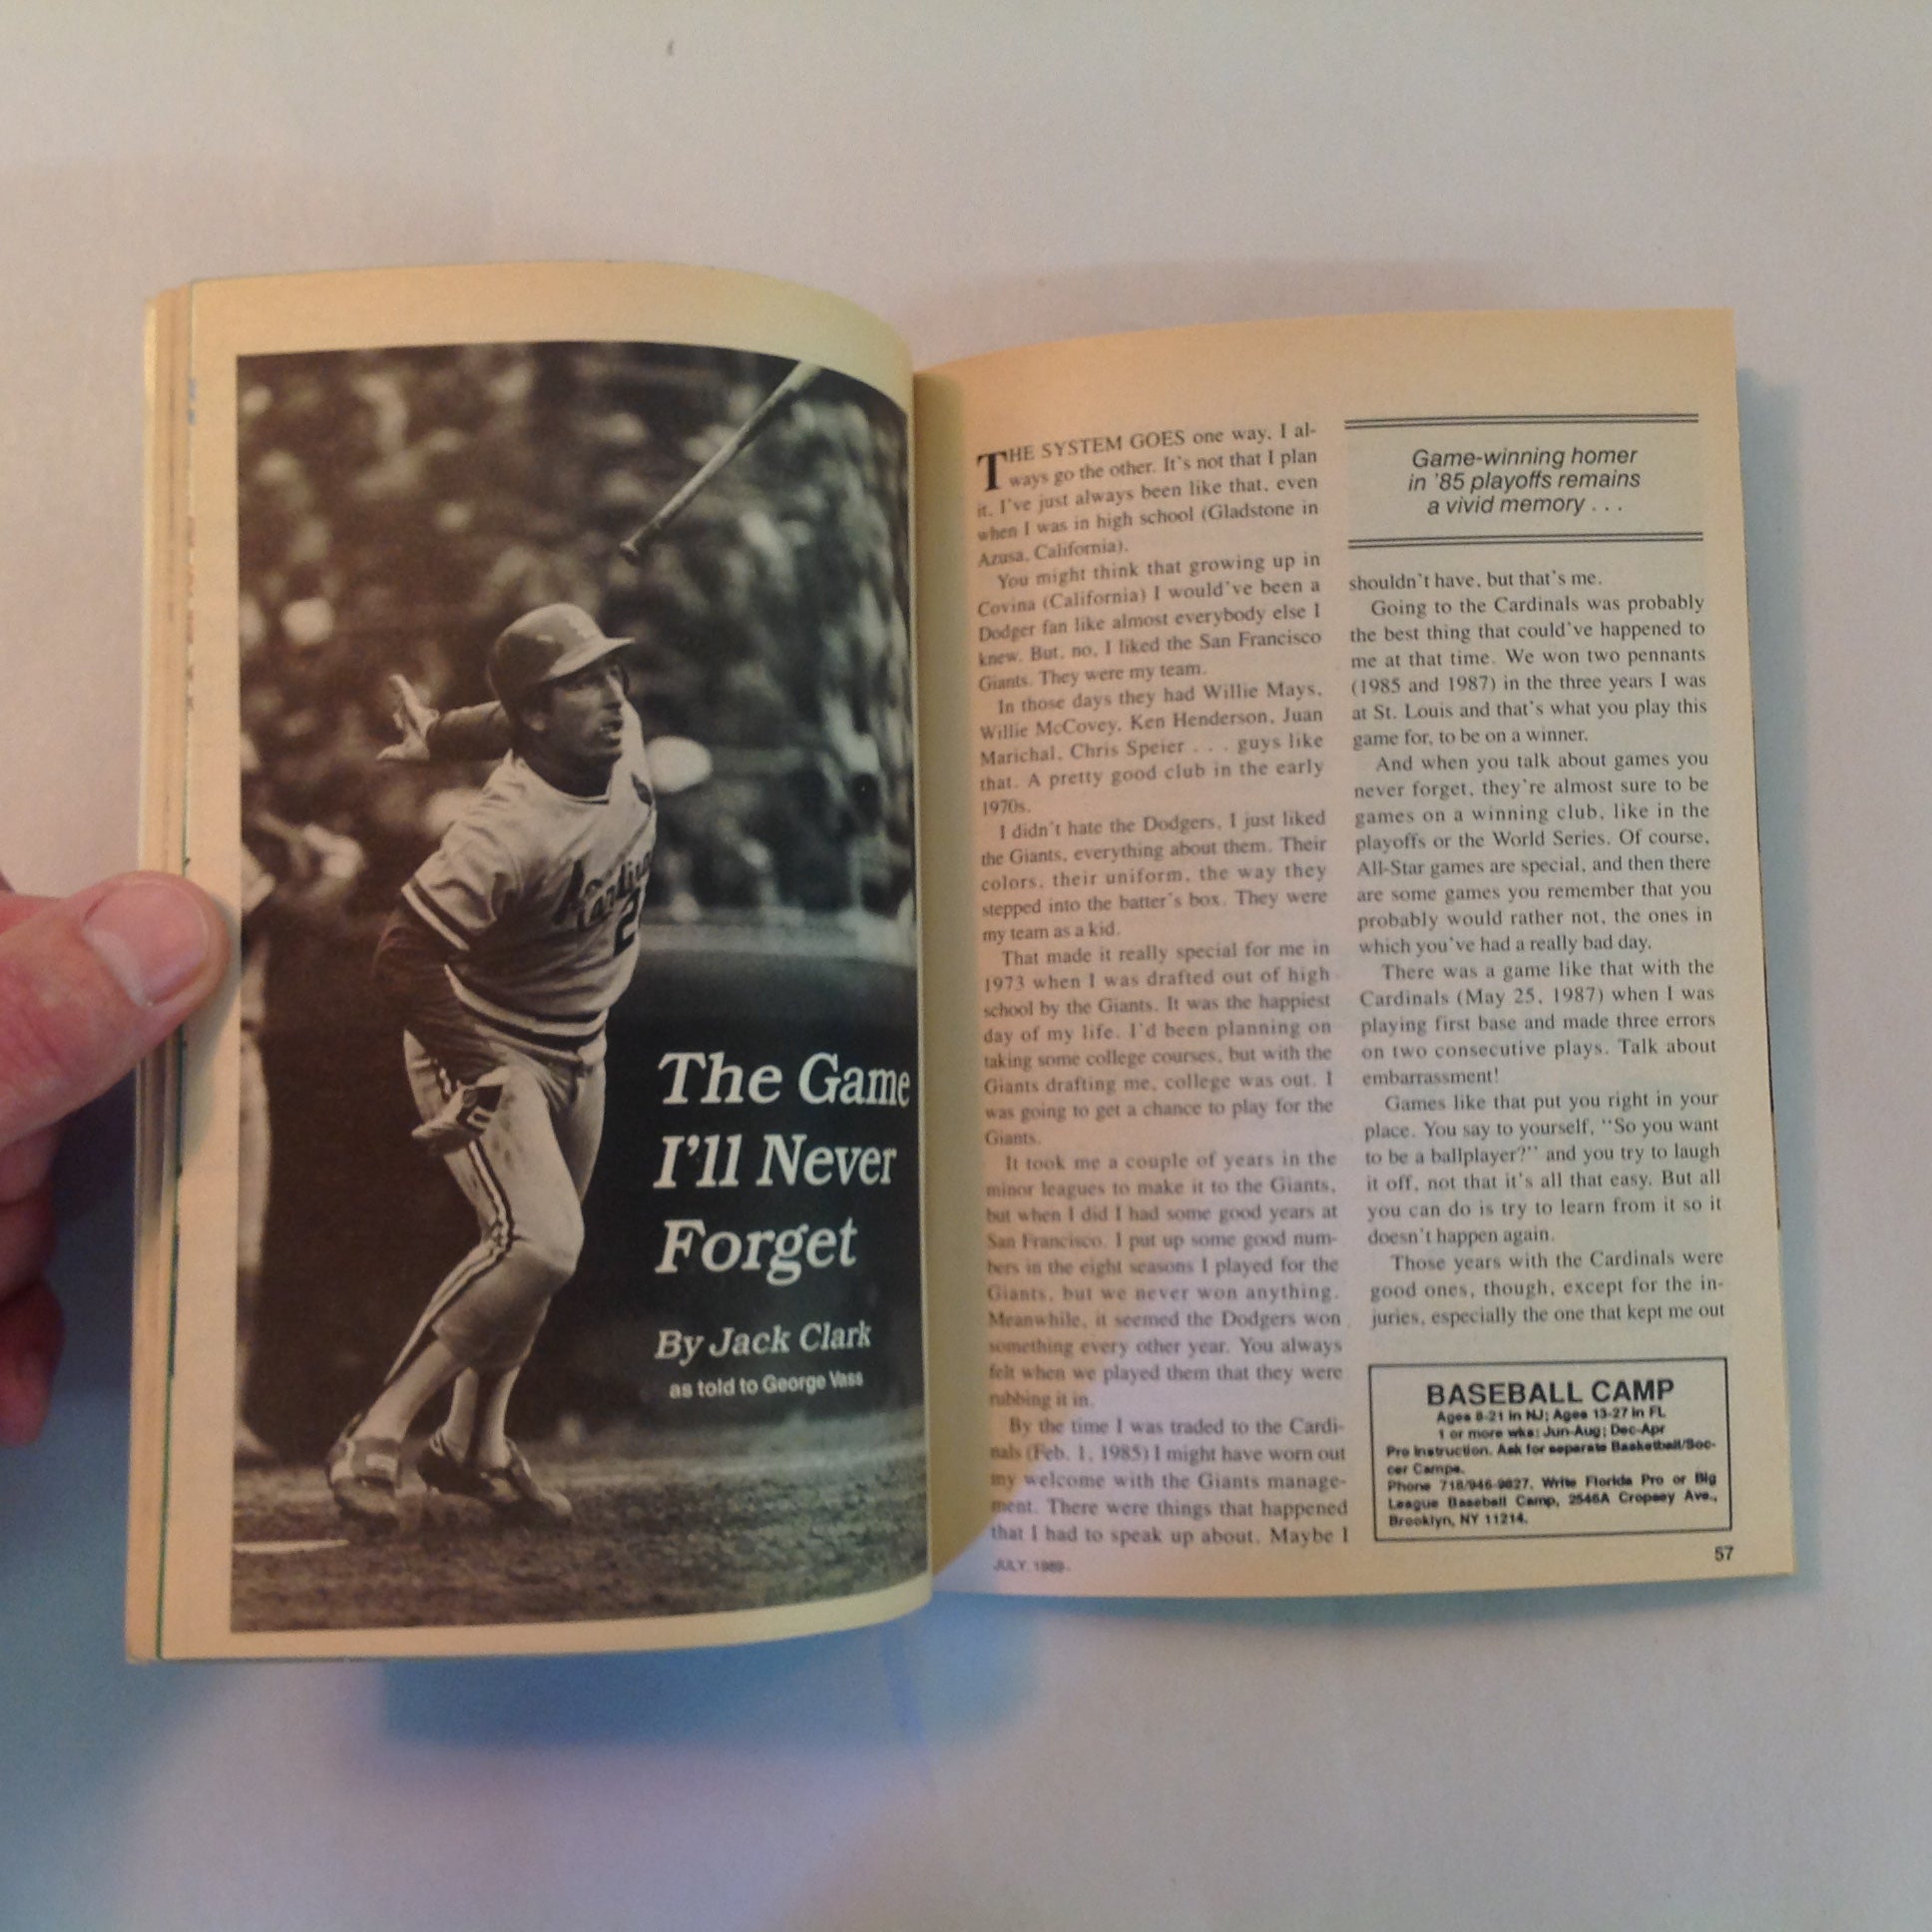 Cardinals
2
The Game
I'll Never
Forget
By Jack Clark
as told to George Vass
THE SYSTEM GOES one way, I al-
ways go the other. It's not that I plan
it. I've just always been like that, even
when I was in high school (Gladstone in
Azusa, California).
You might think that growing up in
Covina (California) I would've been a
Dodger fan like almost everybody else I
knew. But, no, I liked the San Francisco
Giants. They were my team.
In those days they had Willie Mays,
Willie McCovey, Ken Henderson, Juan
Marichal, Chris Speier . . . guys like
that. A pretty good club in the early
1970s.
I didn't hate the Dodgers, I just liked
the Giants, everything about them. Their
colors, their uniform, the way they
stepped into the batter's box. They were
my team as a kid.
That made it really special for me in
1973 when I was drafted out of high
school by the Giants. It was the happiest
day of my life. I'd been planning on
taking some college courses, but with the
Giants drafting me, college was out. I
was going to get a chance to play for the
Giants.
It took me a couple of years in the
minor leagues to make it to the Giants,
but when I did I had some good years at
San Francisco. I put up some good num-
bers in the eight seasons I played for the
Giants, but we never won anything.
Meanwhile, it seemed the Dodgers won
something every other year. You always
felt when we played them that they were
rubbing it in.
By the time I was traded to the Cardi-
nals (Feb. 1, 1985) I might have worn out
my welcome with the Giants manage-
ment. There were things that happened
that I had to speak up about. Maybe I
JULY, 1989
Game-winning homer
in '85 playoffs remains
a vivid memory . . .
shouldn't have, but that's me.
Going to the Cardinals was probably
the best thing that could've happened to
me at that time. We won two pennants
(1985 and 1987) in the three years I was
at St. Louis and that's what you play this
game for, to be on a winner.
And when you talk about games you
never forget, they're almost sure to be
games on a winning club, like in the
playoffs or the World Series. Of course,
All-Star games are special, and then there
are some games you remember that you
probably would rather not, the ones in
which you've had a really bad day.
There was a game like that with the
Cardinals (May 25, 1987) when I was
playing first base and made three errors
on two consecutive plays. Talk about
embarrassment!
Games like that put you right in your
place. You say to yourself, "So you want
to be a ballplayer?" and you try to laugh
it off, not that it's all that easy. But all
you can do is try to learn from it so it
doesn't happen again.
Those years with the Cardinals were
good ones, though, except for the in-
juries, especially the one that kept me out
BASEBALL CAMP
Ages 8-21 in NJ; Ages 13-27 in FL
1 or more wks: Jun-Aug; Dec-Apr
Pro Instruction. Ask for separate Basketball/Soc-
cer Camps.
Phone 718/946-9827. Write Florida Pro or Big
League Baseball Camp, 2546A Cropsey Ave.,
Brooklyn, NY 11214.
57